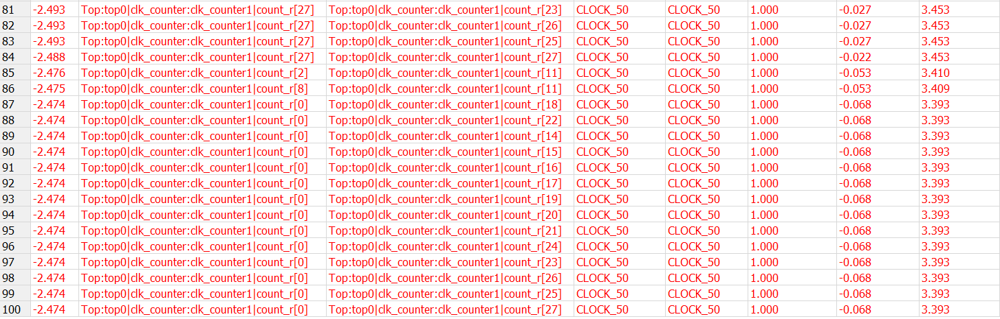 81 -2.493 Top:top0|clk_counter:clk_counter1|count_r[27] Top:top0|clk_counter:clk_counter1|count_r[23] CLOCK_50 CLOCK_50 1.000 -0.027 3.453
82 -2.493 Top:top0|clk_counter:clk_counter1|count_r[27] Top:top0|clk_counter:clk_counter1|count_r[26] CLOCK_50 CLOCK_50 1.000 -0.027 3.453
83 -2.493 Top:top0|clk_counter:clk_counter1|count_r[27] Top:top0|clk_counter:clk_counter1|count_r[25] CLOCK_50 CLOCK_50 1.000 -0.027 3.453
84 -2.488 Top:top0|clk_counter:clk_counter1|count_r[27] Top:top0|clk_counter:clk_counter1|count_r[27] CLOCK_50 CLOCK_50 1.000 -0.022 3.453
85 -2.476 Top:top0|clk_counter:clk_counter1|count_r[2] Top:top0|clk_counter:clk_counter1|count_r[11] CLOCK_50 CLOCK_50 1.000 -0.053 3.410
86 -2.475 Top:top0|clk_counter:clk_counter1|count_r[8] Top:top0|clk_counter:clk_counter1|count_r[11] CLOCK_50 CLOCK_50 1.000 -0.053 3.409
87 -2.474 Top:top0|clk_counter:clk_counter1|count_r[0] Top:top0|clk_counter:clk_counter1|count_r[18] CLOCK_50 CLOCK_50 1.000 -0.068 3.393
88 -2.474 Top:top0|clk_counter:clk_counter1|count_r[0] Top:top0|clk_counter:clk_counter1|count_r[22] CLOCK_50 CLOCK_50 1.000 -0.068 3.393
89 -2.474 Top:top0|clk_counter:clk_counter1|count_r[0] Top:top0|clk_counter:clk_counter1|count_r[14] CLOCK_50 CLOCK_50 1.000 -0.068 3.393
90 -2.474 Top:top0|clk_counter:clk_counter1|count_r[0] Top:top0|clk_counter:clk_counter1|count_r[15] CLOCK_50 CLOCK_50 1.000 -0.068 3.393
91 -2.474 Top:top0|clk_counter:clk_counter1|count_r[0] Top:top0|clk_counter:clk_counter1|count_r[16] CLOCK_50 CLOCK_50 1.000 -0.068 3.393
92 -2.474 Top:top0|clk_counter:clk_counter1|count_r[0] Top:top0|clk_counter:clk_counter1|count_r[17] CLOCK_50 CLOCK_50 1.000 -0.068 3.393
93 -2.474 Top:top0|clk_counter:clk_counter1|count_r[0] Top:top0|clk_counter:clk_counter1|count_r[19] CLOCK_50 CLOCK_50 1.000 -0.068 3.393
94 -2.474 Top:top0|clk_counter:clk_counter1|count_r[0] Top:top0|clk_counter:clk_counter1|count_r[20] CLOCK_50 CLOCK_50 1.000 -0.068 3.393
95 -2.474 Top:top0|clk_counter:clk_counter1|count_r[0] Top:top0|clk_counter:clk_counter1|count_r[21] CLOCK_50 CLOCK_50 1.000 -0.068 3.393
96 -2.474 Top:top0|clk_counter:clk_counter1|count_r[0] Top:top0|clk_counter:clk_counter1|count_r[24] CLOCK_50 CLOCK_50 1.000 -0.068 3.393
97 -2.474 Top:top0|clk_counter:clk_counter1|count_r[0] Top:top0|clk_counter:clk_counter1|count_r[23] CLOCK_50 CLOCK_50 1.000 -0.068 3.393
98 -2.474 Top:top0|clk_counter:clk_counter1|count_r[0] Top:top0|clk_counter:clk_counter1|count_r[26] CLOCK_50 CLOCK_50 1.000 -0.068 3.393
99 -2.474 Top:top0|clk_counter:clk_counter1|count_r[0] Top:top0|clk_counter:clk_counter1|count_r[25] CLOCK_50 CLOCK_50 1.000 -0.068 3.393
100 -2.474 Top:top0|clk_counter:clk_counter1|count_r[0] Top:top0|clk_counter:clk_counter1|count_r[27] CLOCK_50 CLOCK_50 1.000 -0.068 3.393